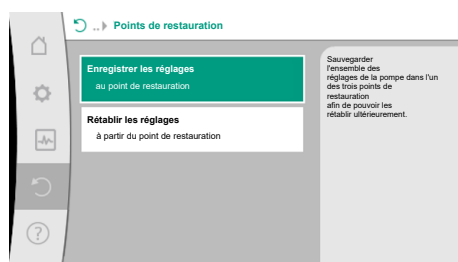 .. Points de restauration
Enregistrer les réglages
au point de restauration
Rétablir les réglages
à partir du point de restauration
Sauvegarder
l'ensemble des
réglages de la pompe dans l'un
des trois points de
restauration
afin de pouvoir les
rétablir ultérieurement.
?